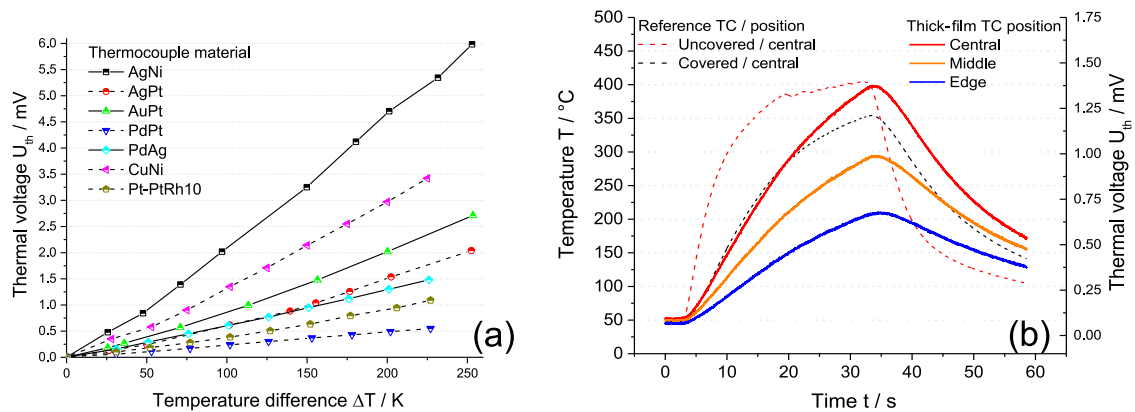 6.0
5.5
5.0
4.5
4.0
3.5
3.0
2.5
2.0
1.5
1.0
0.5
0.0
Thermal voltage Uth / mV
Thermocouple material
AgNi
AgPt
AuPt
PdPt
PdAg
CuNi
Pt-PtRh10
(a)
0 50 100 150 200 250
Temperature difference ΔT / K
500
450
400
350
300
250
200
150
100
50
0
Temperature T / °C
Reference TC / position
Uncovered / central
Covered / central
Thick-film TC position
Central
Middle
Edge
(b)
1.75
1.50
1.25
1.00
0.75
0.50
0.25
0.00
Thermal voltage Uth / mV
0 10 20 30 40 50 60
Time t / s